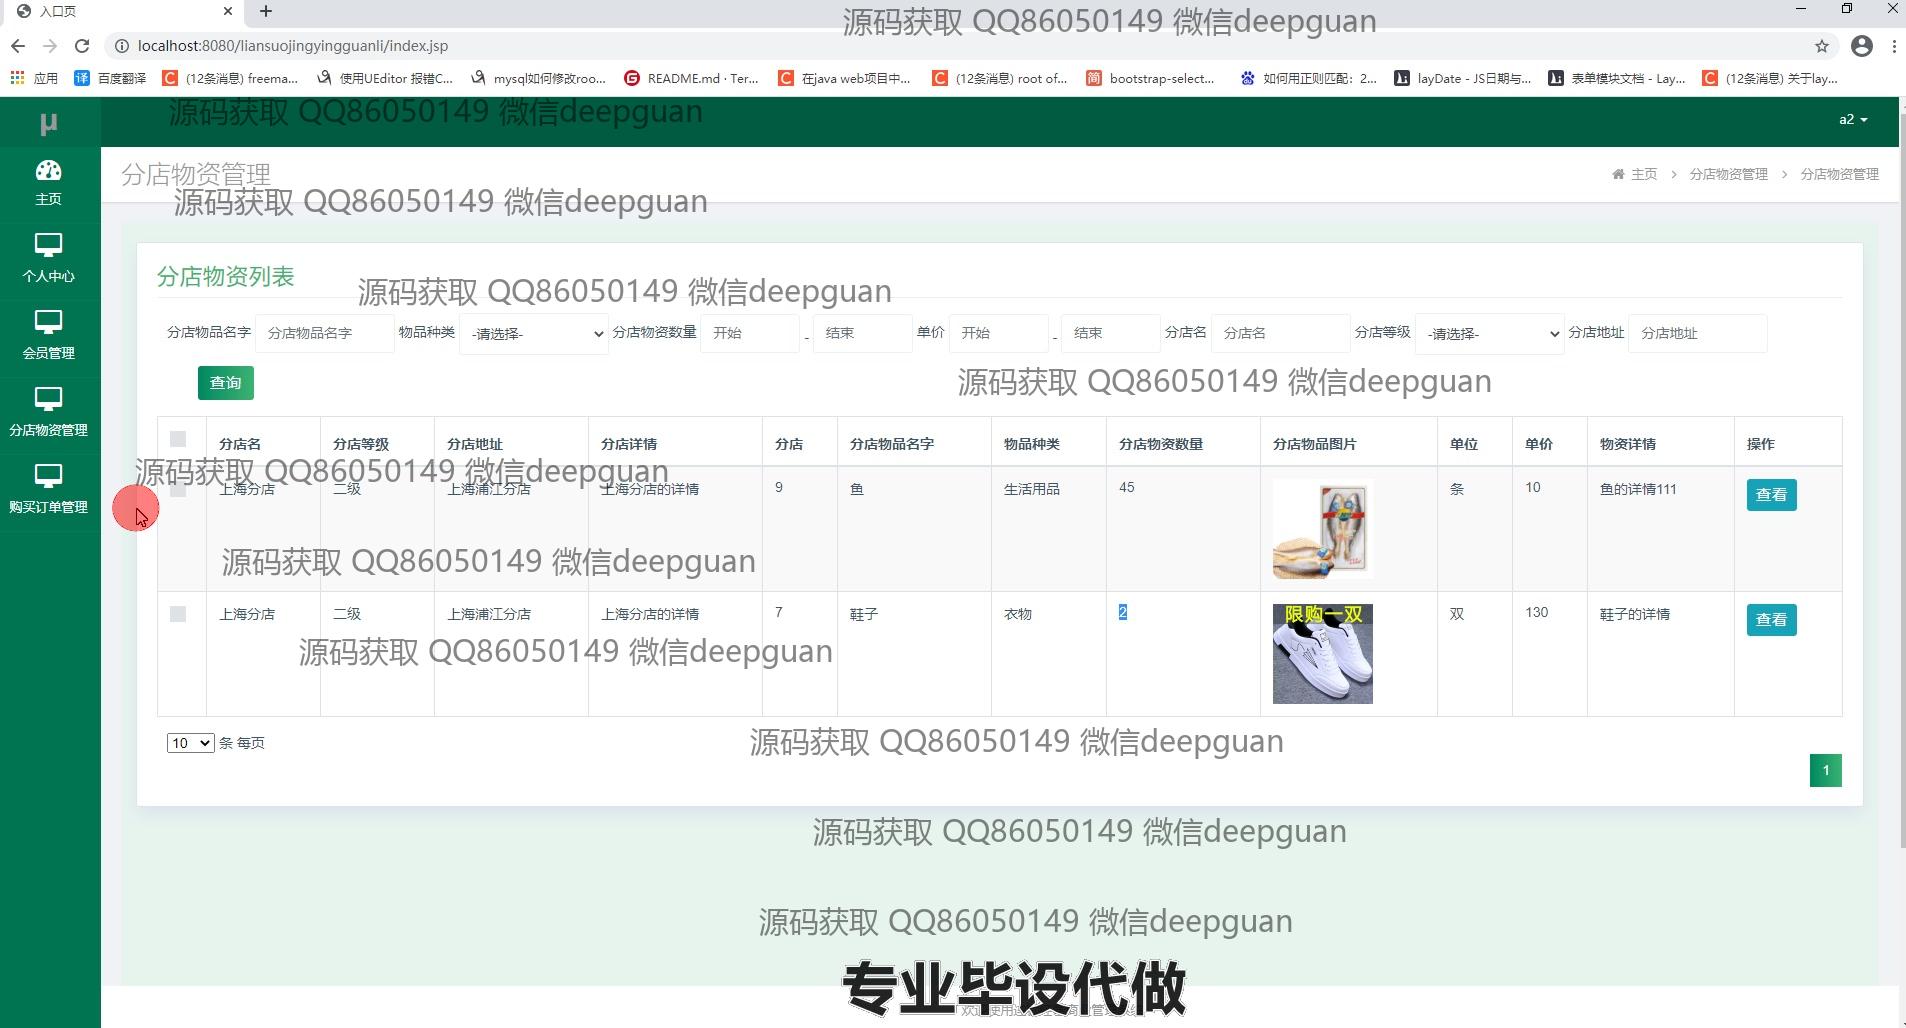 入口页
源码获取 QQ86050149 微信deepguan
localhost:8080/liansuojingyingguanli/index.jsp
应用 百度翻译 (12条消息) freema... 使用UEditor 报错C... mysql如何修改roo... README.md · Ter... 在java web项目中... (12条消息) root of... bootstrap-select... 如何用正则匹配：2... layDate - JS日期与... 表单模块文档 - Lay... (12条消息) 关于lay...
源码获取 QQ86050149 微信deepguan
µ
a2
主页
分店物资管理
主页 > 分店物资管理 > 分店物资管理
源码获取 QQ86050149 微信deepguan
个人中心
分店物资列表
源码获取 QQ86050149 微信deepguan
会员管理
分店物品名字 分店物品名字 物品种类 -请选择- 分店物资数量 开始 - 结束 单价 开始 - 结束 分店名 分店名 分店等级 -请选择- 分店地址 分店地址
查询
源码获取 QQ86050149 微信deepguan
分店物资管理
分店名 分店等级 分店地址 分店详情 分店 分店物品名字 物品种类 分店物资数量 分店物品图片 单位 单价 物资详情 操作
源码获取 QQ86050149 微信deepguan
上海分店 二级 上海浦江分店 上海分店的详情 9 鱼 生活用品 45 条 10 鱼的详情111 查看
购买订单管理
源码获取 QQ86050149 微信deepguan
上海分店 二级 上海浦江分店 上海分店的详情 7 鞋子 衣物 2 限购一双 双 130 鞋子的详情 查看
源码获取 QQ86050149 微信deepguan
10 条 每页
源码获取 QQ86050149 微信deepguan
1
源码获取 QQ86050149 微信deepguan
源码获取 QQ86050149 微信deepguan
专业毕设代做